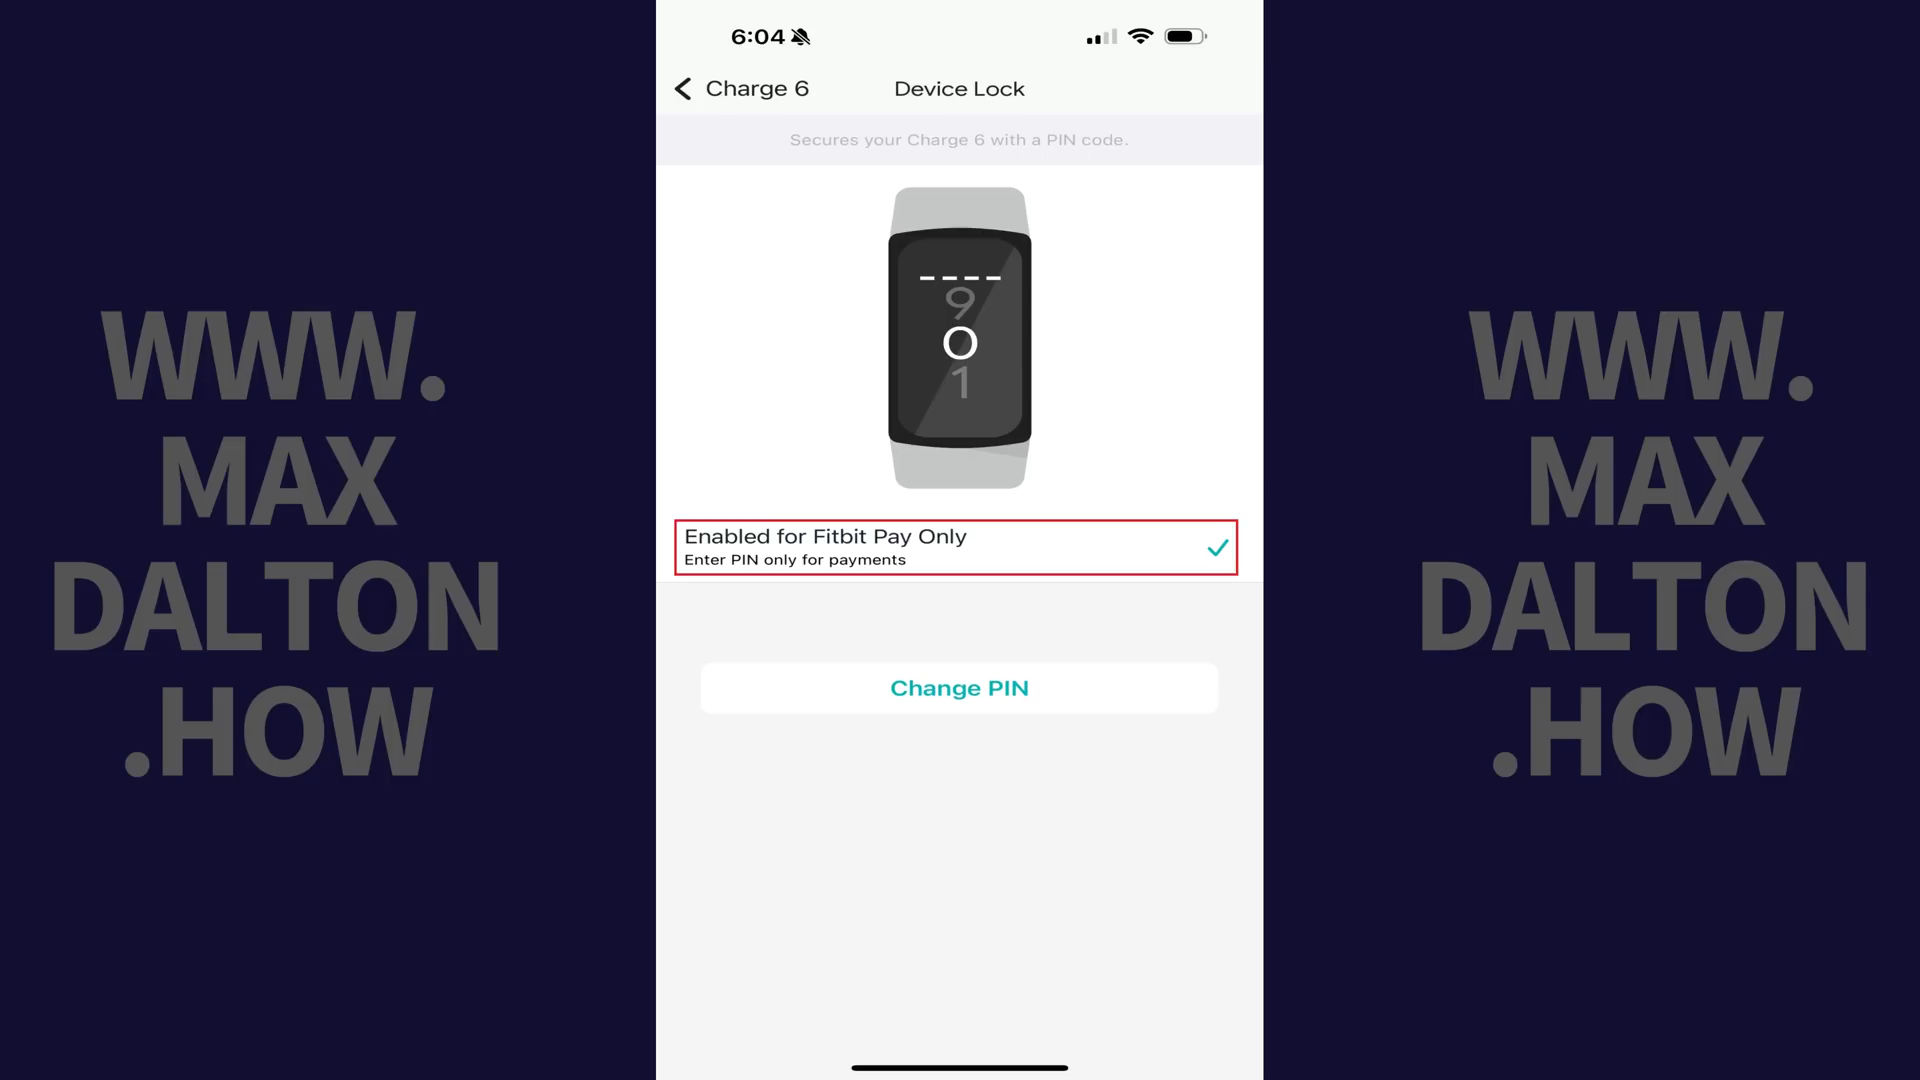 6:04
Charge 6
Device Lock
Secures your Charge 6 with a PIN code.
9
0
1
Enabled for Fitbit Pay Only
Enter PIN only for payments
Change PIN
WWW.
MAX
DALTON
.HOW
WWW.
MAX
DALTON
.HOW